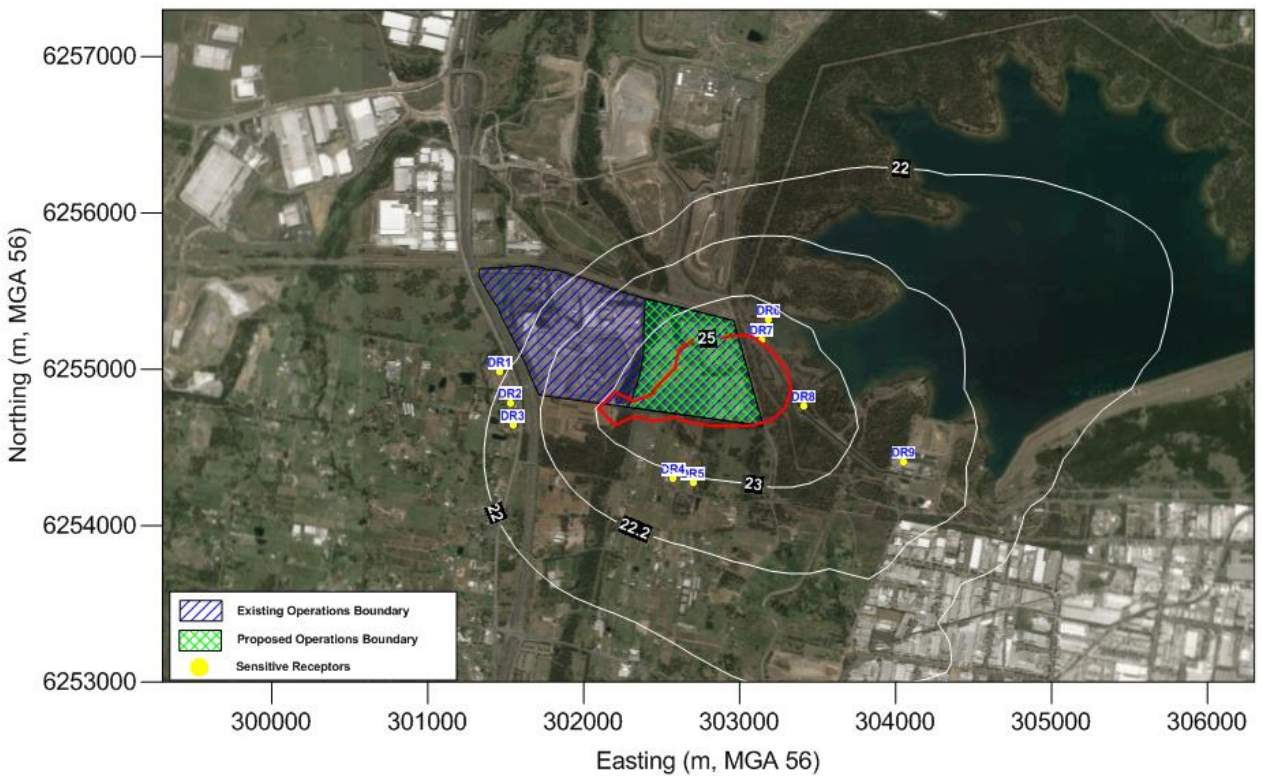 6257000
6256000
6255000
6254000
6253000
Northing (m, MGA 56)
22
25
DR6
DR7
DR1
DR2
DR3
DR8
DR9
DR4
DR5
23
22
22.2
Existing Operations Boundary
Proposed Operations Boundary
Sensitive Receptors
300000 301000 302000 303000 304000 305000 306000
Easting (m, MGA 56)